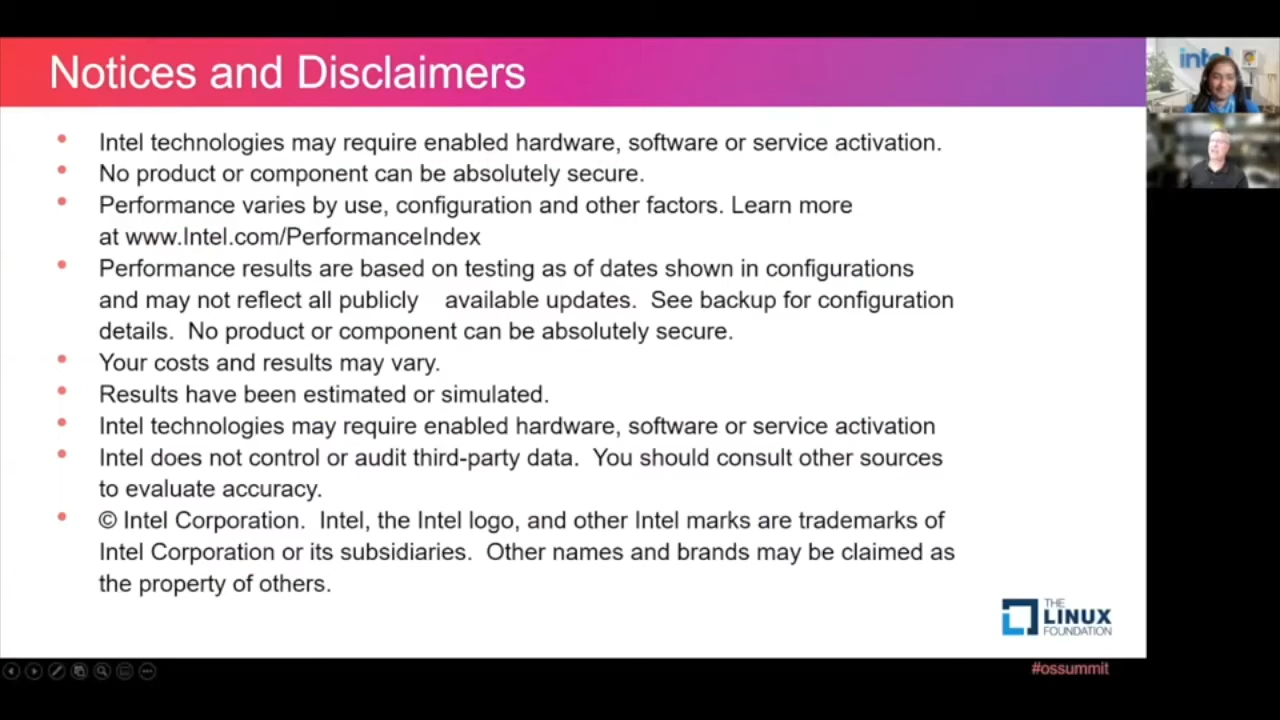 Notices and Disclaimers
Intel technologies may require enabled hardware, software or service activation.
No product or component can be absolutely secure.
Performance varies by use, configuration and other factors. Learn more
at www.Intel.com/PerformanceIndex
Performance results are based on testing as of dates shown in configurations
and may not reflect all publicly    available updates.  See backup for configuration
details.  No product or component can be absolutely secure.
Your costs and results may vary.
Results have been estimated or simulated.
Intel technologies may require enabled hardware, software or service activation
Intel does not control or audit third-party data.  You should consult other sources
to evaluate accuracy.
© Intel Corporation.  Intel, the Intel logo, and other Intel marks are trademarks of
Intel Corporation or its subsidiaries.  Other names and brands may be claimed as
the property of others.
THE
LINUX
FOUNDATION
#ossummit
intel